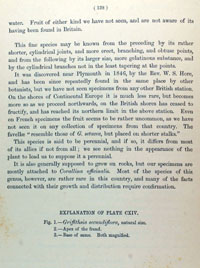 ( 129 )
water. Fruit of either kind we have not seen, and are not aware of its
having been found in Britain.
This fine species may be known from the preceding by its rather
shorter, cylindrical joints, and more erect, branching, and obtuse points,
and from the following by its larger size, more gelatinous substance, and
by the cylindrical branches not in the least tapering at the points.
It was discovered near Plymouth in 1846, by the Rev. W. S. Hore,
and has been since repeatedly found in the same place by other
botanists, but we have not seen specimens from any other British station.
On the shores of Continental Europe it is much less rare, but becomes
more so as we proceed northwards, on the British shores has ceased to
fructify, and has reached its northern limit in the above station. Even
on French specimens the fruit seems to be rather uncommon, as we have
not seen it on any collection of specimens from that country. The
favellæ "resemble those of G. setacea, but placed on shorter stalks."
This species is said to be perennial, and if so, it differs from most
of its allies if not from all; we see nothing in the appearance of the
plant to lead us to suppose it a perennial.
It is also generally supposed to grow on rocks, but our specimens are
mostly attached to Corallina officinalis. Most of the species of this
genus, however, are rather rare in this country, and many of the facts
connected with their growth and distribution require confirmation.
EXPLANATION OF PLATE CXIV.
Fig. 1.—Griffithsia secundiflora, natural size.
2.—Apex of the frond.
3.—Base of same. Both magnified.